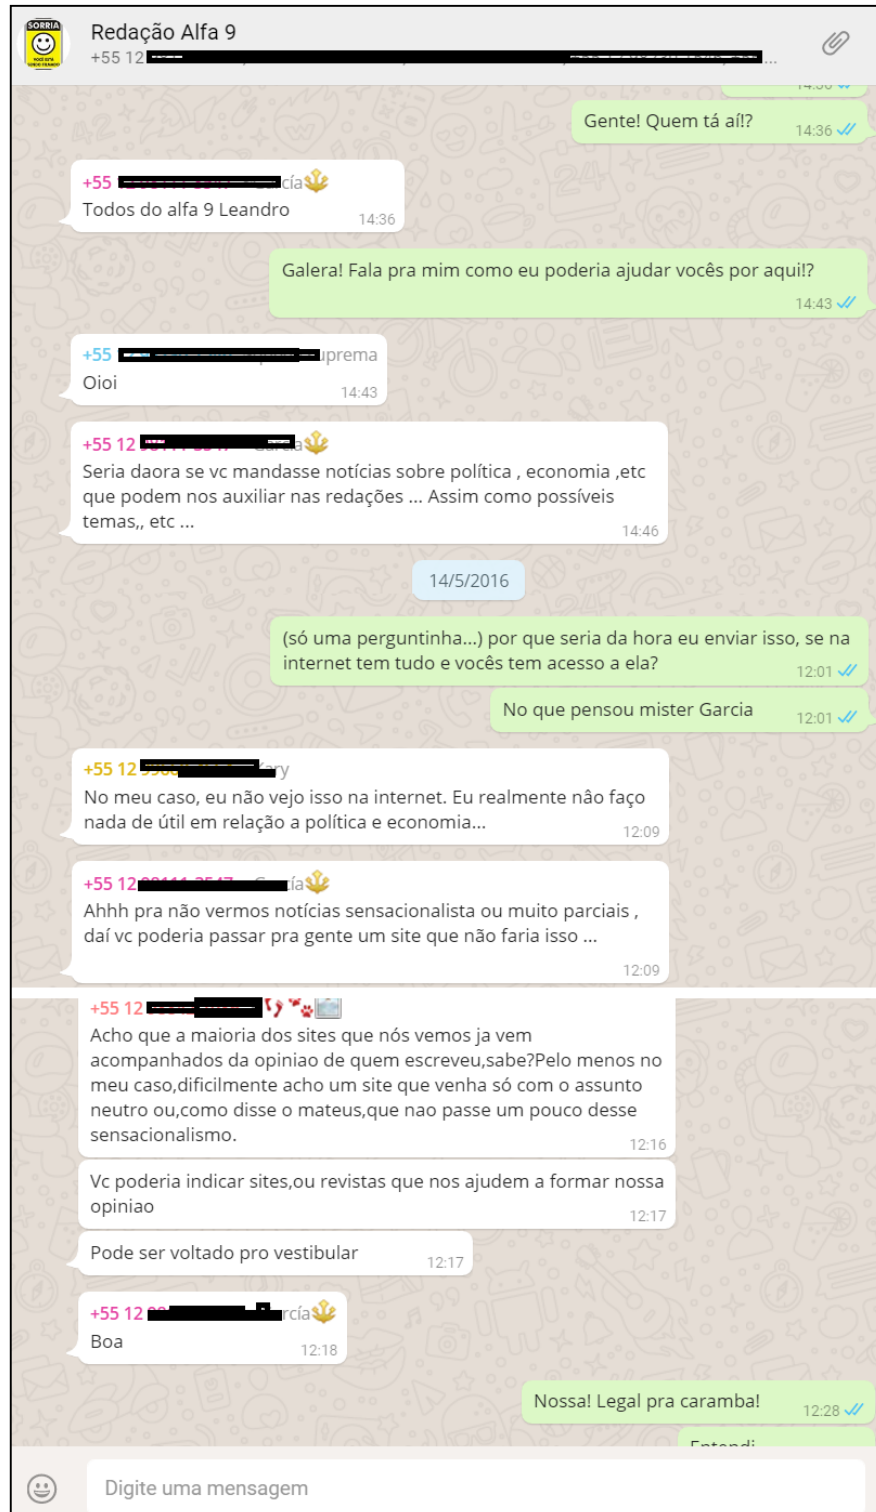 SORRIA
Redação Alfa 9
+55 12
...
14:36
Gente! Quem tá aí!?
14:36
+55 cía
Todos do alfa 9 Leandro
14:36
Galera! Fala pra mim como eu poderia ajudar vocês por aqui!?
14:43
+55 uprema
Oioi
14:43
+55 12
Seria daora se vc mandasse notícias sobre política , economia ,etc
que podem nos auxiliar nas redações ... Assim como possíveis
temas,, etc ...
14:46
14/5/2016
(só uma perguntinha...) por que seria da hora eu enviar isso, se na
internet tem tudo e vocês tem acesso a ela?
12:01
No que pensou mister Garcia
12:01
+55 12 ary
No meu caso, eu não vejo isso na internet. Eu realmente nâo faço
nada de útil em relação a política e economia...
12:09
+55 12 ía
Ahhh pra não vermos notícias sensacionalista ou muito parciais ,
daí vc poderia passar pra gente um site que não faria isso ...
12:09
+55 12
Acho que a maioria dos sites que nós vemos ja vem
acompanhados da opiniao de quem escreveu,sabe?Pelo menos no
meu caso,dificilmente acho um site que venha só com o assunto
neutro ou,como disse o mateus,que nao passe um pouco desse
sensacionalismo.
12:16
Vc poderia indicar sites,ou revistas que nos ajudem a formar nossa
opiniao
12:17
Pode ser voltado pro vestibular
12:17
+55 12 rcía
Boa
12:18
Nossa! Legal pra caramba!
12:28
Entendi
Digite uma mensagem